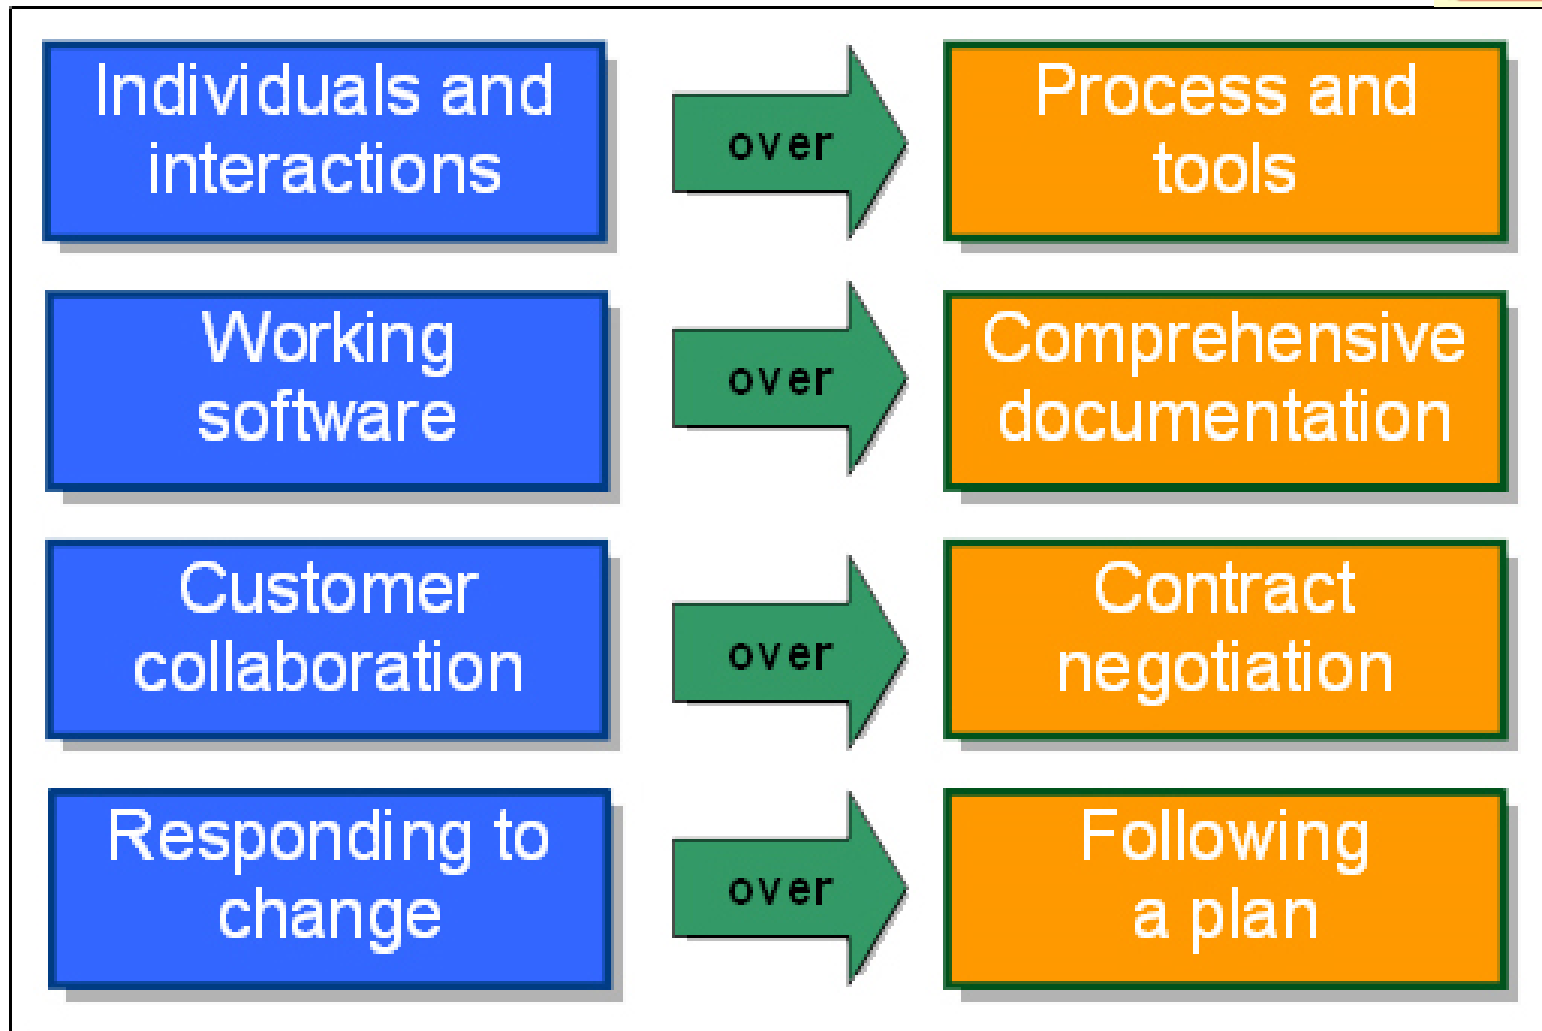 Individuals and
interactions
over
Process and
tools
Working
software
over
Comprehensive
documentation
Customer
collaboration
over
Contract
negotiation
Responding to
change
over
Following
a plan